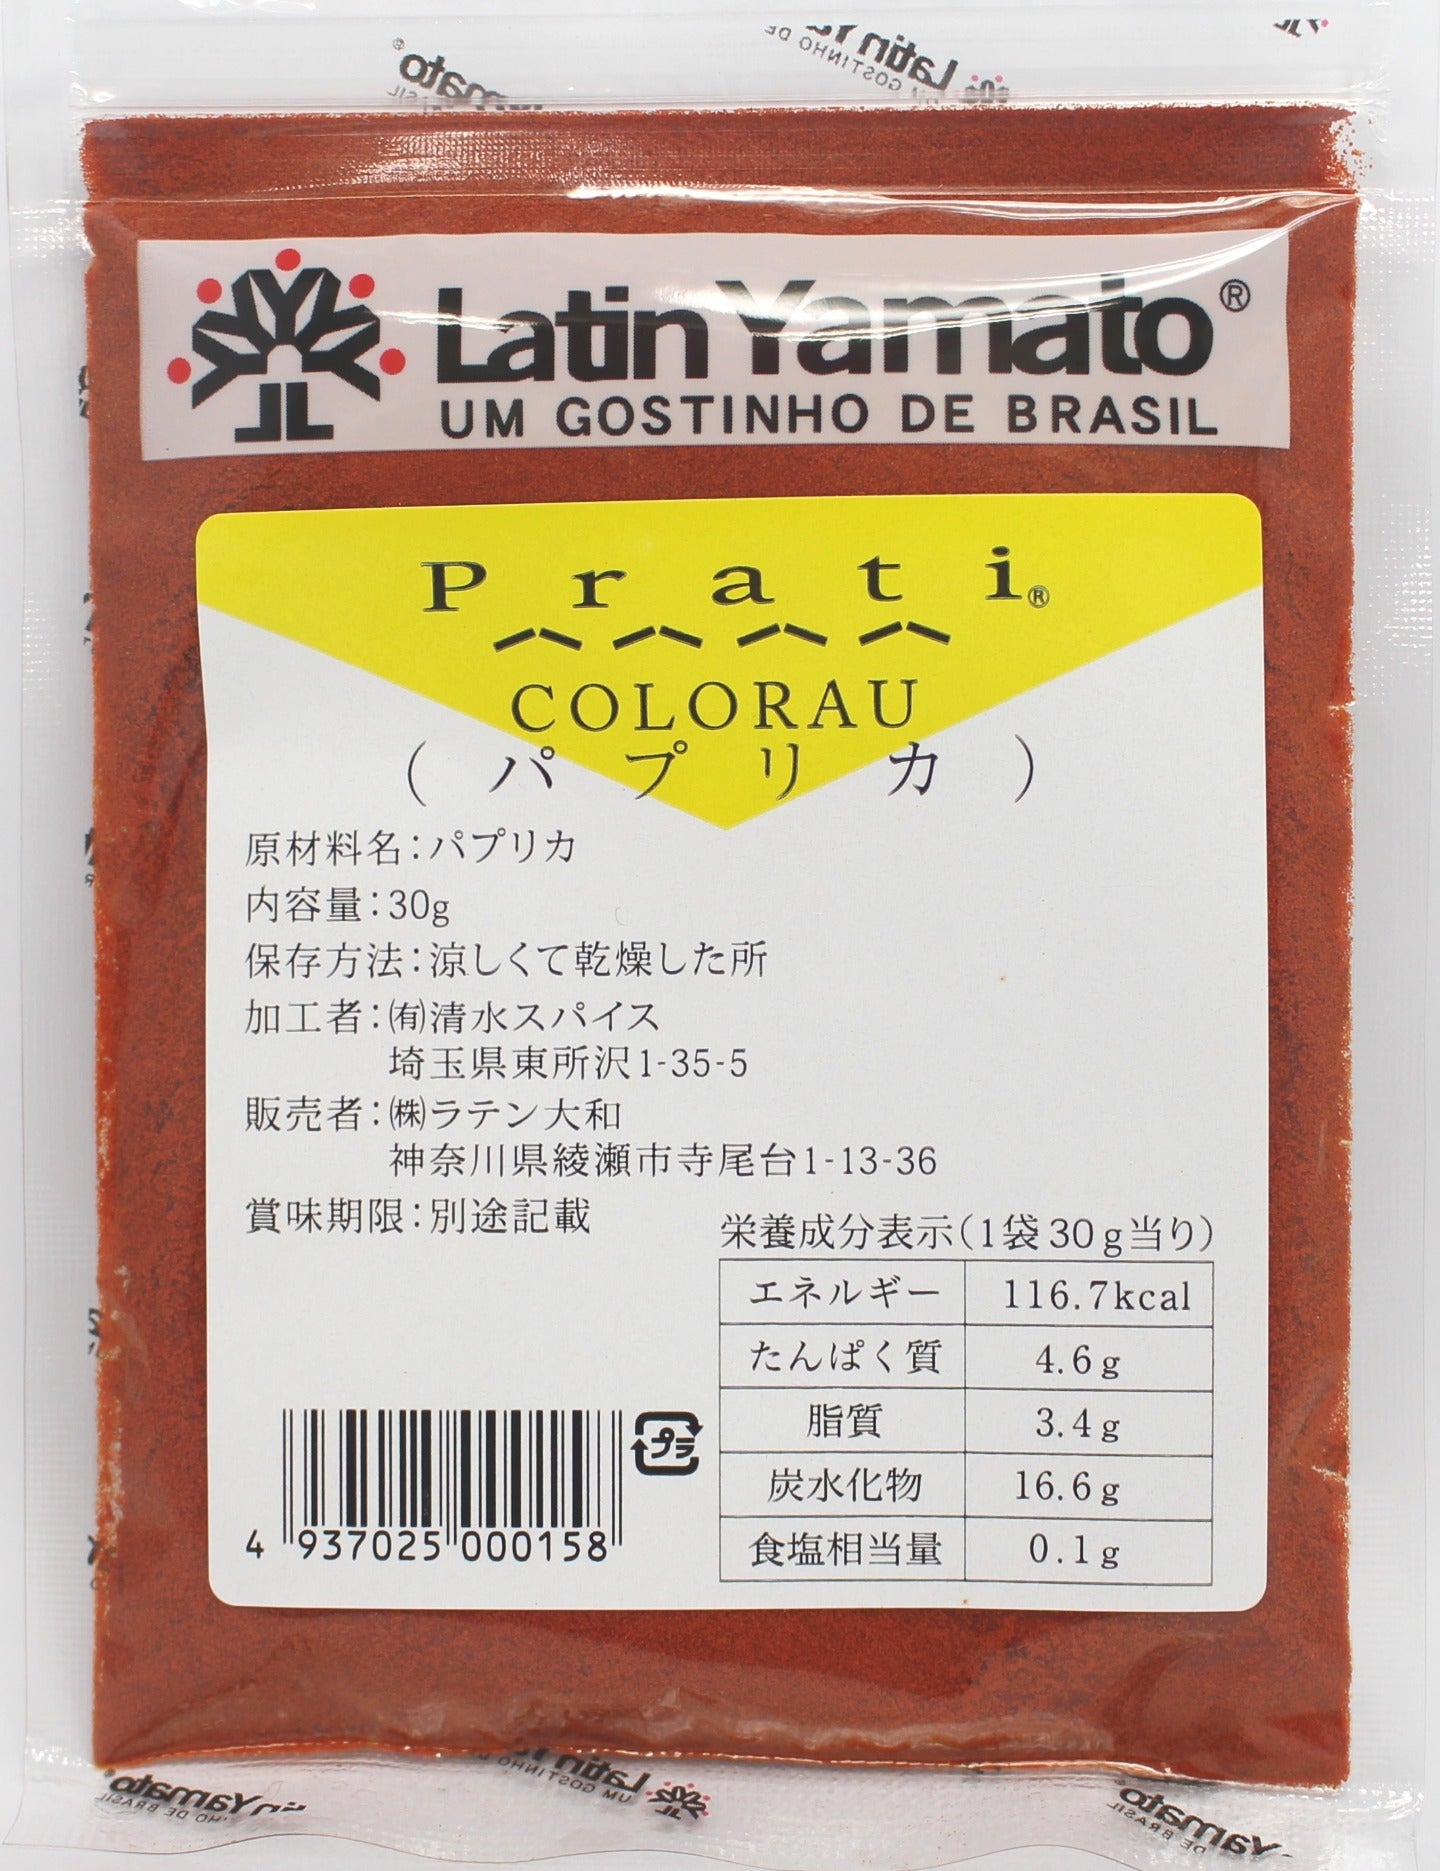 Latin Yamato®
UM GOSTINHO DE BRASIL
Prati®
COLORAU
(パプリカ)
原材料名:パプリカ
内容量:30g
保存方法:涼しくて乾燥した所
加工者:㈲清水スパイス
埼玉県東所沢1-35-5
販売者:㈱ラテン大和
神奈川県綾瀬市寺尾台1-13-36
賞味期限:別途記載
栄養成分表示(1袋30g当り)
エネルギー 116.7kcal
たんぱく質 4.6g
脂質 3.4g
炭水化物 16.6g
食塩相当量 0.1g
プラ
4 937025 000158